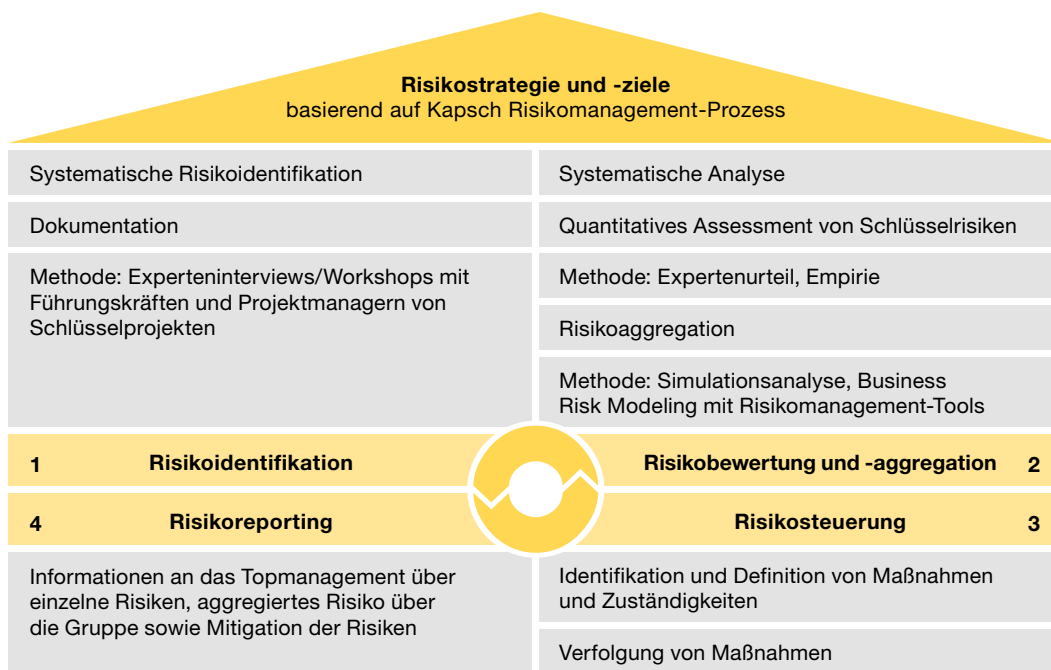 Risikostrategie und -ziele
basierend auf Kapsch Risikomanagement-Prozess
Systematische Risikoidentifikation
Dokumentation
Methode: Experteninterviews/Workshops mit
Führungskräften und Projektmanagern von
Schlüsselprojekten
Systematische Analyse
Quantitatives Assessment von Schlüsselrisiken
Methode: Expertenurteil, Empirie
Risikoaggregation
Methode: Simulationsanalyse, Business
Risk Modeling mit Risikomanagement-Tools
1 Risikoidentifikation
Risikobewertung und -aggregation 2
4 Risikoreporting
Risikosteuerung 3
Informationen an das Topmanagement über
einzelne Risiken, aggregiertes Risiko über
die Gruppe sowie Mitigation der Risiken
Identifikation und Definition von Maßnahmen
und Zuständigkeiten
Verfolgung von Maßnahmen